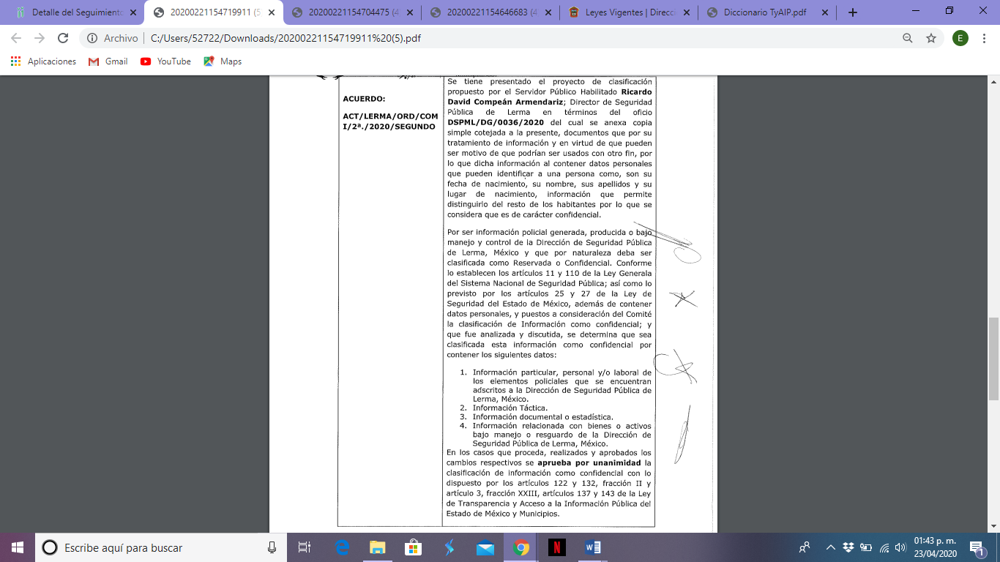 Detalle del Seguimiento
20200221154719911 (5
20200221154704475 (4
20200221154646683 (4
Leyes Vigentes | Direcci
Diccionario TyAIP.pdf
Archivo
C:/Users/52722/Downloads/20200221154719911%20(5).pdf
E
Aplicaciones
Gmail
YouTube
Maps
ACUERDO:
ACT/LERMA/ORD/COM
I/2ª./2020/SEGUNDO
Se tiene presentado el proyecto de clasificación
propuesto por el Servidor Público Habilitado Ricardo
David Compeán Armendariz; Director de Seguridad
Pública de Lerma en términos del oficio
DSPML/DG/0036/2020 del cual se anexa copia
simple cotejada a la presente, documentos que por su
tratamiento de información y en virtud de que pueden
ser motivo de que podrían ser usados con otro fin, por
lo que dicha información al contener datos personales
que pueden identificar a una persona como, son su
fecha de nacimiento, su nombre, sus apellidos y su
lugar de nacimiento, información que permite
distinguirlo del resto de los habitantes por lo que se
considera que es de carácter confidencial.
Por ser información policial generada, producida o bajo
manejo y control de la Dirección de Seguridad Pública
de Lerma, México y que por naturaleza deba ser
clasificada como Reservada o Confidencial. Conforme
lo establecen los artículos 11 y 110 de la Ley Generala
del Sistema Nacional de Seguridad Pública; así como lo
previsto por los artículos 25 y 27 de la Ley de
Seguridad del Estado de México, además de contener
datos personales, y puestos a consideración del Comité
la clasificación de Información como confidencial; y
que fue analizada y discutida, se determina que sea
clasificada esta información como confidencial por
contener los siguientes datos:
1. Información particular, personal y/o laboral de
los elementos policiales que se encuentran
adscritos a la Dirección de Seguridad Pública de
Lerma, México.
2. Información Táctica.
3. Información documental o estadística.
4. Información relacionada con bienes o activos
bajo manejo o resguardo de la Dirección de
Seguridad Pública de Lerma, México.
En los casos que proceda, realizados y aprobados los
cambios respectivos se aprueba por unanimidad la
clasificación de información como confidencial con lo
dispuesto por los artículos 122 y 132, fracción II y
artículo 3, fracción XXIII, artículos 137 y 143 de la Ley
de Transparencia y Acceso a la Información Pública del
Estado de México y Municipios.
Escribe aquí para buscar
01:43 p. m.
23/04/2020
1